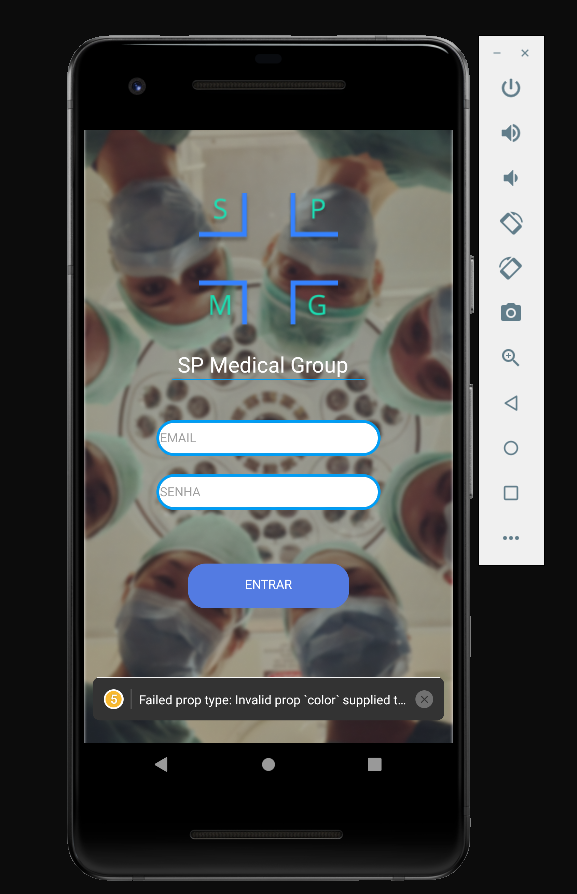 S P
M G
SP Medical Group
EMAIL
SENHA
ENTRAR
5 Failed prop type: Invalid prop `color` supplied t...